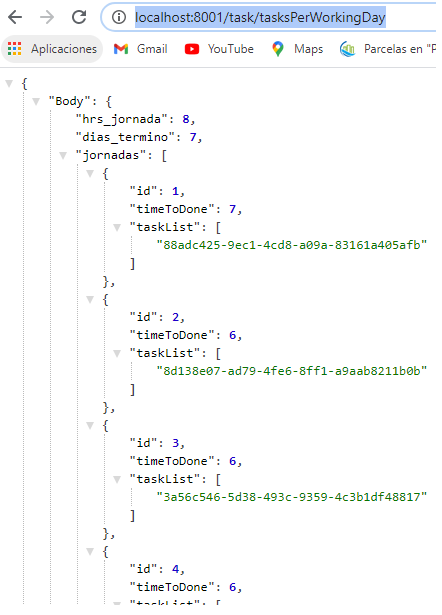 localhost:8001/task/tasksPerWorkingDay
Aplicaciones Gmail YouTube Maps Parcelas en "P
{
"Body": {
"hrs_jornada": 8,
"dias_termino": 7,
"jornadas": [
{
"id": 1,
"timeToDone": 7,
"taskList": [
"88adc425-9ec1-4cd8-a09a-83161a405afb"
]
},
{
"id": 2,
"timeToDone": 6,
"taskList": [
"8d138e07-ad79-4fe6-8ff1-a9aab8211b0b"
]
},
{
"id": 3,
"timeToDone": 6,
"taskList": [
"3a56c546-5d38-493c-9359-4c3b1df48817"
]
},
{
"id": 4,
"timeToDone": 6,
"taskList": [